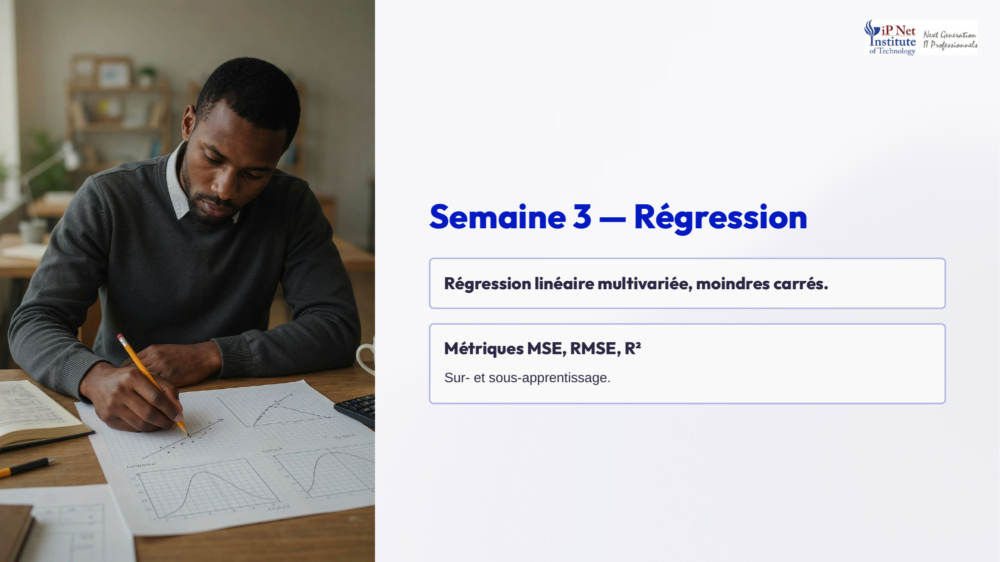 iP Net
Institute
of Technology
Next Generation
IT Professionnels
Semaine 3 — Régression
Régression linéaire multivariée, moindres carrés.
Métriques MSE, RMSE, R²
Sur- et sous-apprentissage.